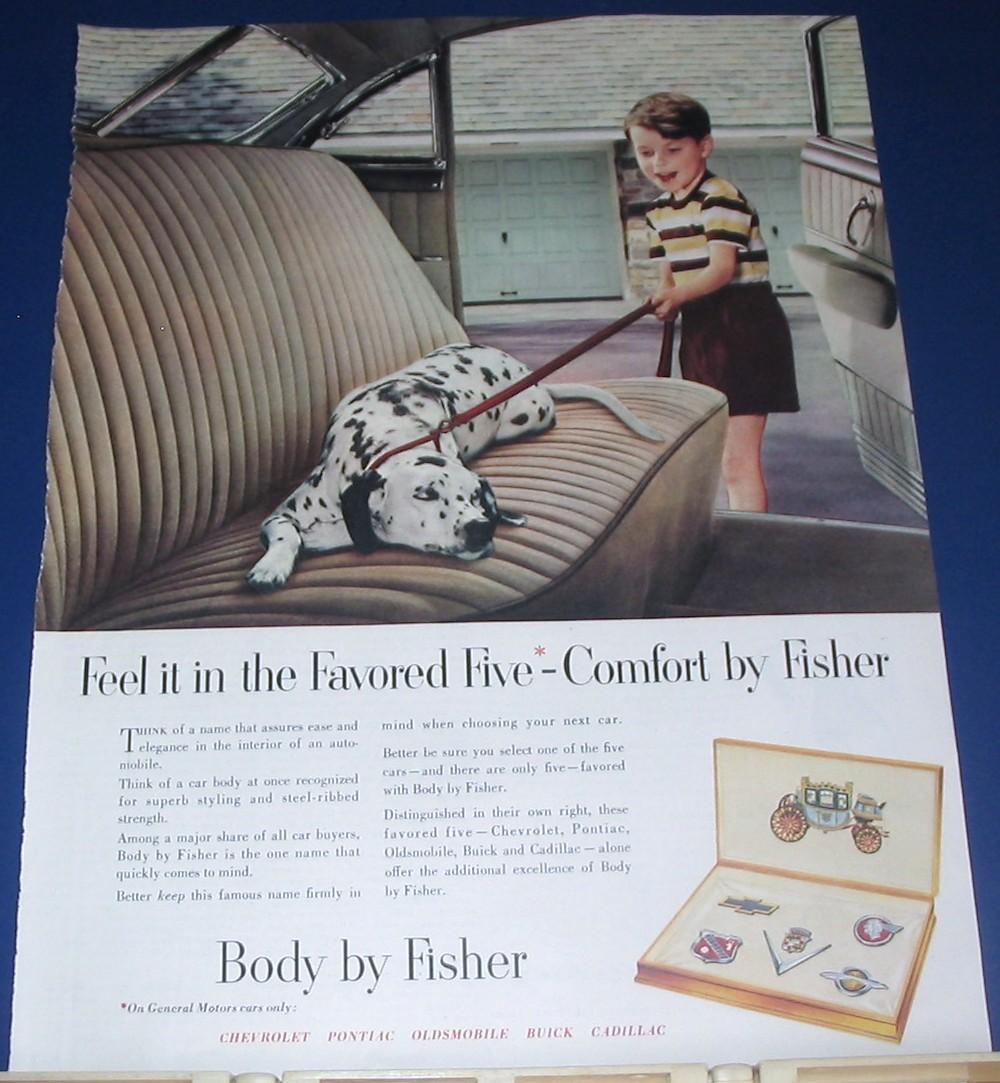 Feel it in the Favored Five*-Comfort by Fisher
THINK of a name that assures ease and
elegance in the interior of an auto-
mobile.
Think of a car body at once recognized
for superb styling and steel-ribbed
strength.
Among a major share of all car buyers,
Body by Fisher is the one name that
quickly comes to mind.
Better keep this famous name firmly in
mind when choosing your next car.
Better be sure you select one of the five
cars—and there are only five—favored
with Body by Fisher.
Distinguished in their own right, these
favored five—Chevrolet, Pontiac,
Oldsmobile, Buick and Cadillac—alone
offer the additional excellence of Body
by Fisher.
Body by Fisher
*On General Motors cars only:
CHEVROLET PONTIAC OLDSMOBILE BUICK CADILLAC